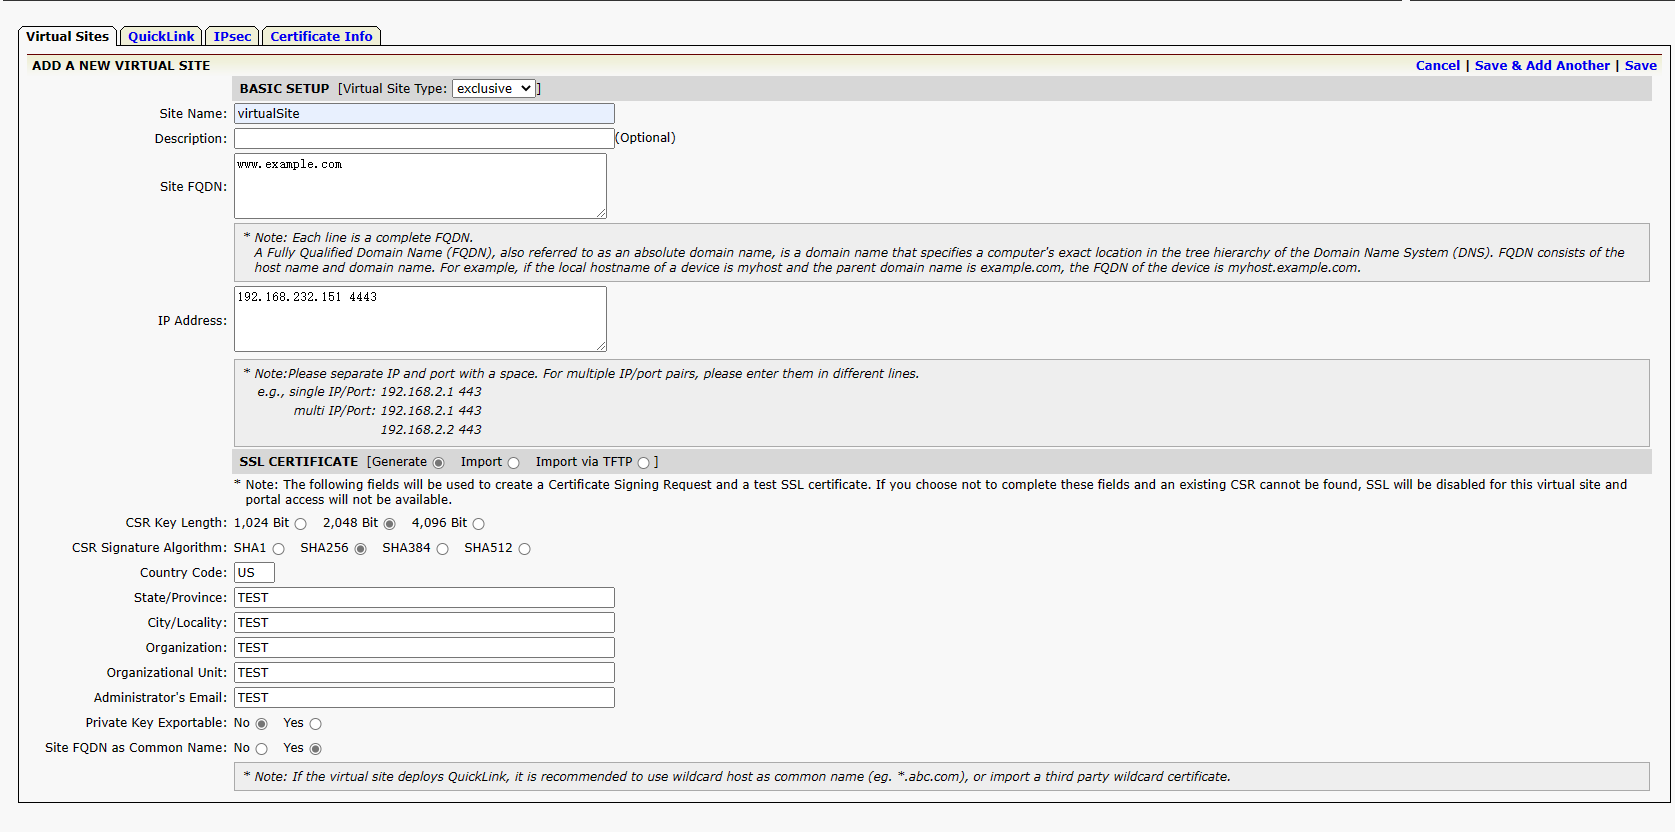 Virtual Sites QuickLink IPsec Certificate Info
ADD A NEW VIRTUAL SITE Cancel | Save & Add Another | Save
BASIC SETUP [Virtual Site Type: exclusive ]
Site Name: virtualSite
Description: (Optional)
www.example.com
Site FQDN:
* Note: Each line is a complete FQDN.
A Fully Qualified Domain Name (FQDN), also referred to as an absolute domain name, is a domain name that specifies a computer's exact location in the tree hierarchy of the Domain Name System (DNS). FQDN consists of the
host name and domain name. For example, if the local hostname of a device is myhost and the parent domain name is example.com, the FQDN of the device is myhost.example.com.
192.168.232.151 4443
IP Address:
* Note:Please separate IP and port with a space. For multiple IP/port pairs, please enter them in different lines.
e.g., single IP/Port: 192.168.2.1 443
multi IP/Port: 192.168.2.1 443
192.168.2.2 443
SSL CERTIFICATE [Generate Import Import via TFTP ]
* Note: The following fields will be used to create a Certificate Signing Request and a test SSL certificate. If you choose not to complete these fields and an existing CSR cannot be found, SSL will be disabled for this virtual site and
portal access will not be available.
CSR Key Length: 1,024 Bit 2,048 Bit 4,096 Bit
CSR Signature Algorithm: SHA1 SHA256 SHA384 SHA512
Country Code: US
State/Province: TEST
City/Locality: TEST
Organization: TEST
Organizational Unit: TEST
Administrator's Email: TEST
Private Key Exportable: No Yes
Site FQDN as Common Name: No Yes
* Note: If the virtual site deploys QuickLink, it is recommended to use wildcard host as common name (eg. *.abc.com), or import a third party wildcard certificate.